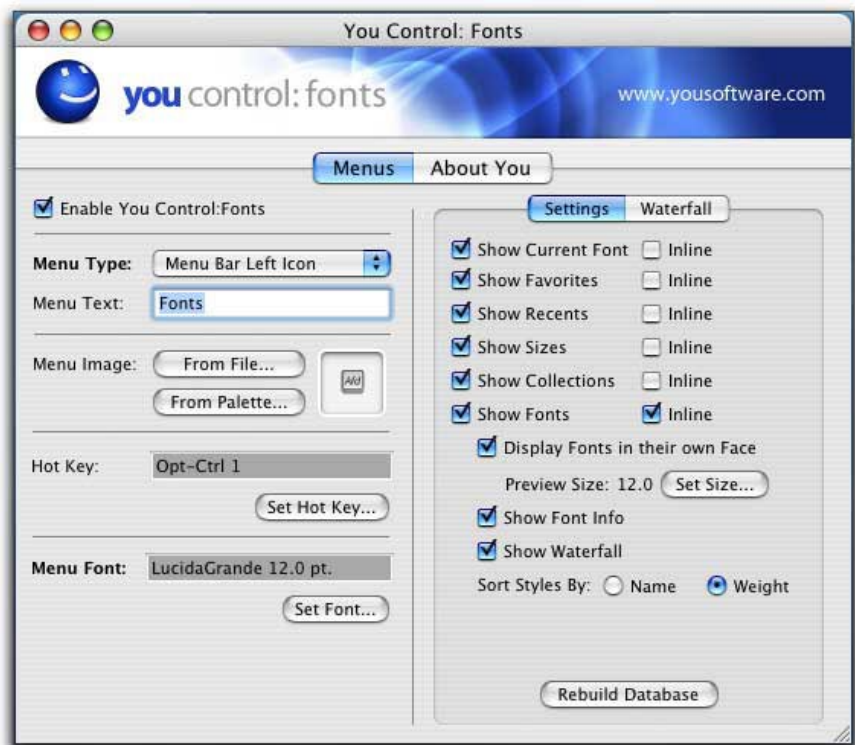 You Control: Fonts
you control: fonts
www.yousoftware.com
Menus
About You
Enable You Control:Fonts
Menu Type:
Menu Bar Left Icon
Menu Text:
Fonts
Menu Image:
From File...
From Palette...
Hot Key:
Opt-Ctrl 1
Set Hot Key...
Menu Font:
LucidaGrande 12.0 pt.
Set Font...
Settings
Waterfall
Show Current Font
Inline
Show Favorites
Inline
Show Recents
Inline
Show Sizes
Inline
Show Collections
Inline
Show Fonts
Inline
Display Fonts in their own Face
Preview Size: 12.0
Set Size...
Show Font Info
Show Waterfall
Sort Styles By:
Name
Weight
Rebuild Database